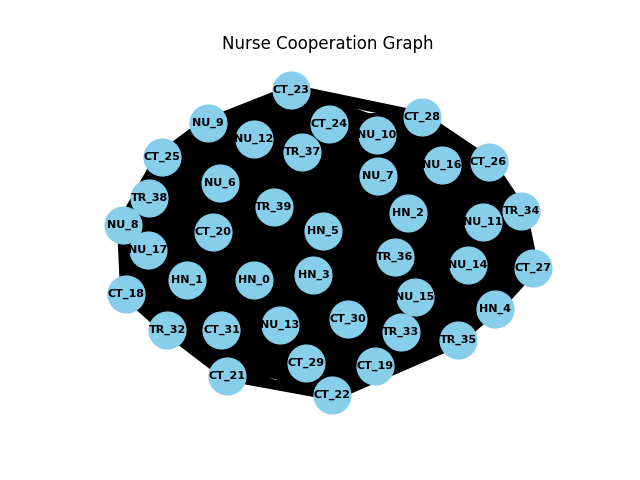 Nurse Cooperation Graph
CT_23
CT_28
NU_9
CT_24
NU_10
NU_12
TR_37
CT_25
CT_26
NU_16
NU_7
NU_6
TR_38
TR_39
HN_2
TR_34
NU_11
NU_8
CT_20
HN_5
NU_17
TR_36
NU_14
CT_27
HN_1
HN_0
HN_3
CT_18
NU_15
HN_4
TR_32
CT_31
NU_13
CT_30
TR_33
TR_35
CT_29
CT_19
CT_21
CT_22